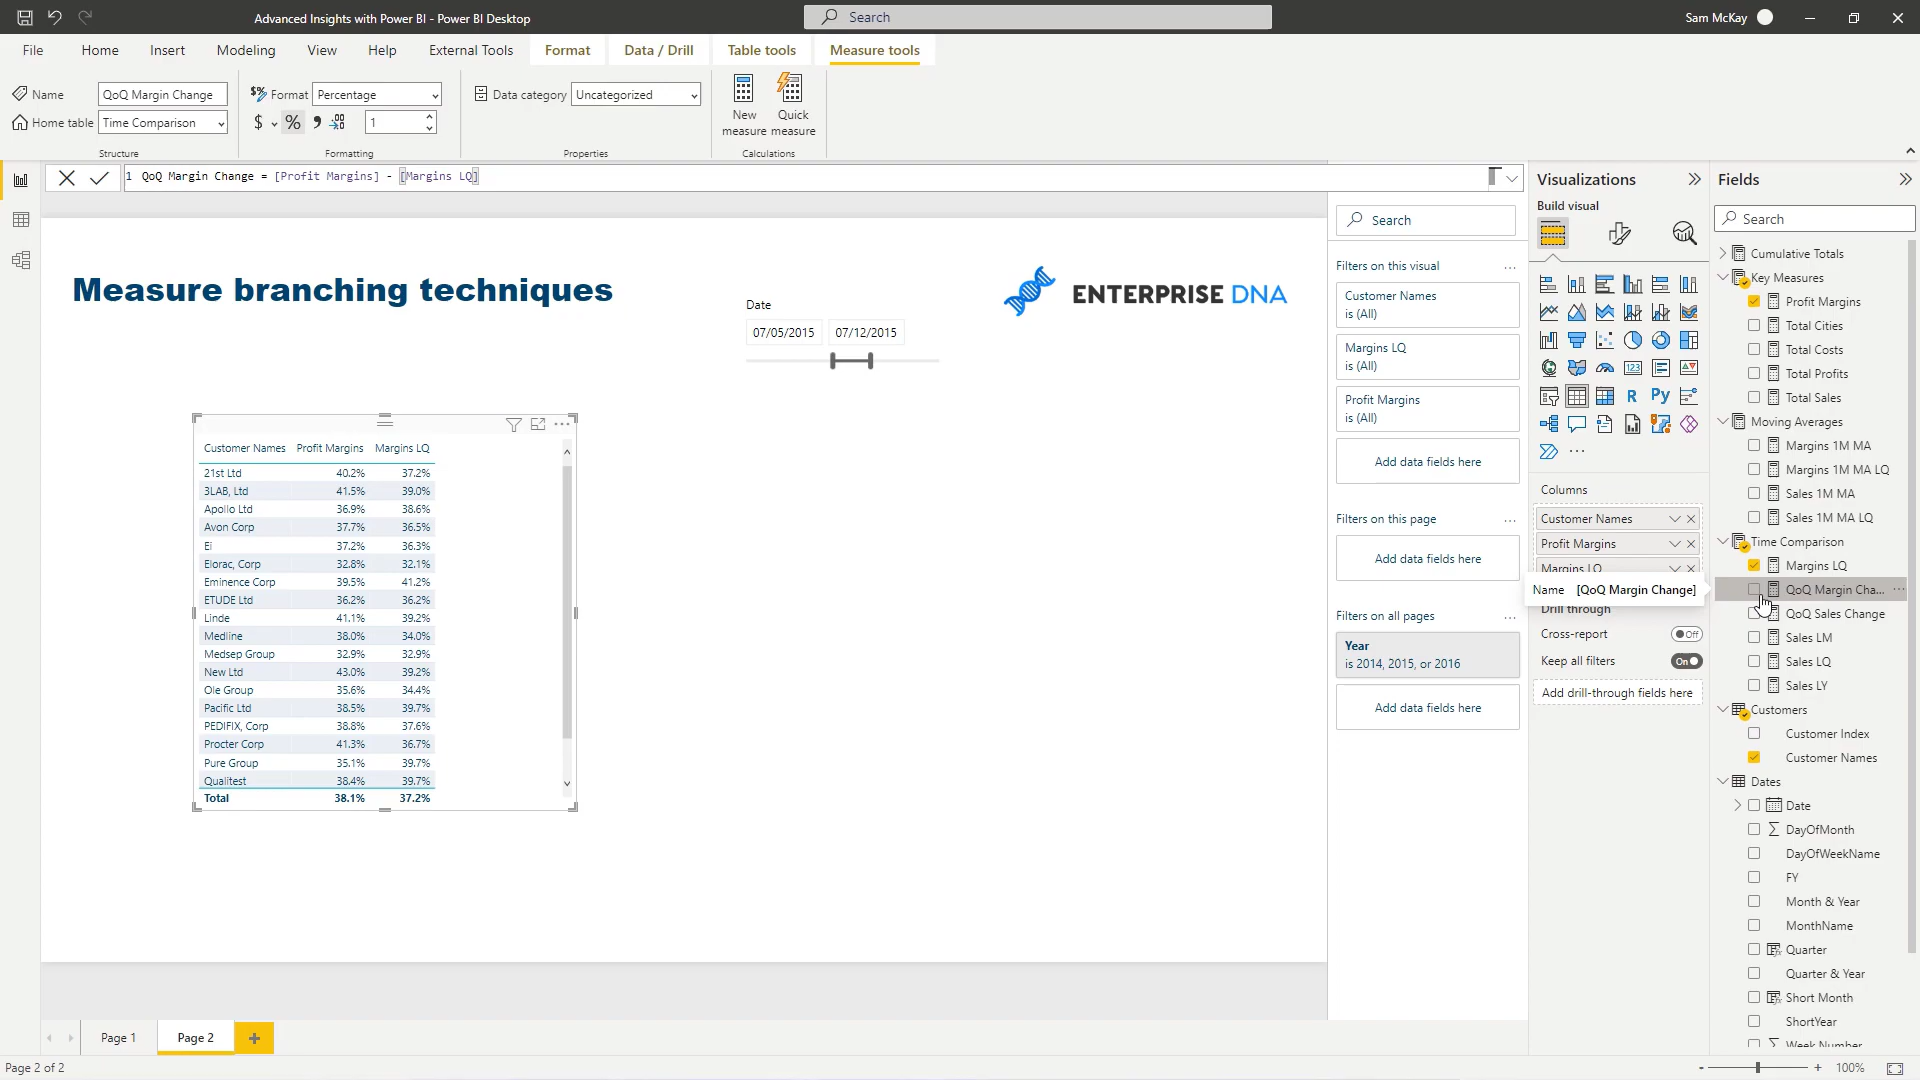 Advanced Insights with Power BI - Power BI Desktop
Search
Sam McKay
File Home Insert Modeling View Help External Tools Format Data / Drill Table tools Measure tools
Name QoQ Margin Change
Home table Time Comparison
Structure
Format Percentage
$ % 1
Formatting
Data category Uncategorized
Properties
New measure
Quick measure
Calculations
1 QoQ Margin Change = [Profit Margins] - [Margins LQ]
Measure branching techniques
Date
07/05/2015 07/12/2015
ENTERPRISE DNA
Customer Names Profit Margins Margins LQ
21st Ltd 40.2% 37.2%
3LAB, Ltd 41.5% 39.0%
Apollo Ltd 36.9% 38.6%
Avon Corp 37.7% 36.5%
Ei 37.2% 36.3%
Elorac, Corp 32.8% 32.1%
Eminence Corp 39.5% 41.2%
ETUDE Ltd 36.2% 36.2%
Linde 41.1% 39.2%
Medline 38.0% 34.0%
Medsep Group 32.9% 32.9%
New Ltd 43.0% 39.2%
Ole Group 35.6% 34.4%
Pacific Ltd 38.5% 39.7%
PEDIFIX, Corp 38.8% 37.6%
Procter Corp 41.3% 36.7%
Pure Group 35.1% 39.7%
Qualitest 38.4% 39.7%
Total 38.1% 37.2%
Search
Filters on this visual ...
Customer Names
is (All)
Margins LQ
is (All)
Profit Margins
is (All)
Add data fields here
Filters on this page ...
Add data fields here
Filters on all pages ...
Year
is 2014, 2015, or 2016
Add data fields here
Visualizations
Build visual
123
R Py
...
Columns
Customer Names
Profit Margins
Margins LQ
Name [QoQ Margin Change]
Drill through
Cross-report Off
Keep all filters On
Add drill-through fields here
Fields
Search
Cumulative Totals
Key Measures
Profit Margins
Total Cities
Total Costs
Total Profits
Total Sales
Moving Averages
Margins 1M MA
Margins 1M MA LQ
Sales 1M MA
Sales 1M MA LQ
Time Comparison
Margins LQ
QoQ Margin Cha... ...
QoQ Sales Change
Sales LM
Sales LQ
Sales LY
Customers
Customer Index
Customer Names
Dates
Date
DayOfMonth
DayOfWeekName
FY
Month & Year
MonthName
Quarter
Quarter & Year
Short Month
ShortYear
Week Number
Page 1 Page 2 +
Page 2 of 2
- + 100%